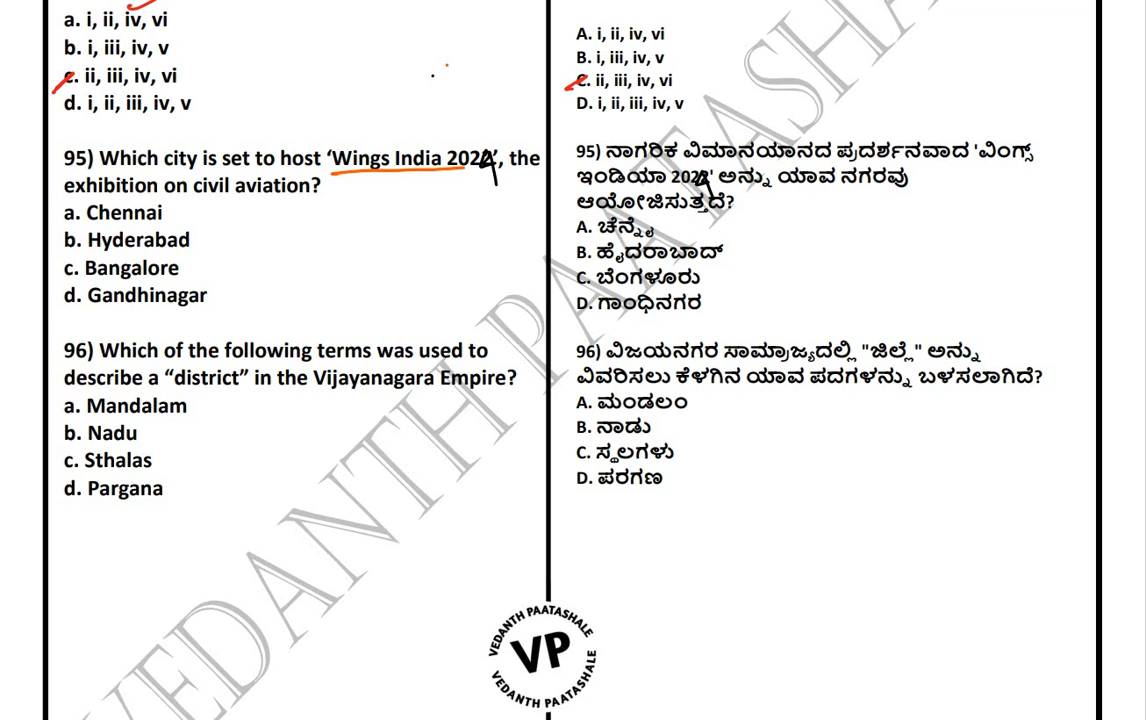 a. i, ii, iv, vi
b. i, iii, iv, v
c. ii, iii, iv, vi
d. i, ii, iii, iv, v
95) Which city is set to host ‘Wings India 2024’, the
exhibition on civil aviation?
a. Chennai
b. Hyderabad
c. Bangalore
d. Gandhinagar
96) Which of the following terms was used to
describe a “district” in the Vijayanagara Empire?
a. Mandalam
b. Nadu
c. Sthalas
d. Pargana
A. i, ii, iv, vi
B. i, iii, iv, v
C. ii, iii, iv, vi
D. i, ii, iii, iv, v
95) ನಾಗರಿಕ ವಿಮಾನಯಾನದ ಪ್ರದರ್ಶನವಾದ 'ವಿಂಗ್ಸ್
ಇಂಡಿಯಾ 2024' ಅನ್ನು ಯಾವ ನಗರವು
ಆಯೋಜಿಸುತ್ತದೆ?
A. ಚೆನ್ನೈ
B. ಹೈದರಾಬಾದ್
C. ಬೆಂಗಳೂರು
D. ಗಾಂಧಿನಗರ
96) ವಿಜಯನಗರ ಸಾಮ್ರಾಜ್ಯದಲ್ಲಿ "ಜಿಲ್ಲೆ" ಅನ್ನು
ವಿವರಿಸಲು ಕೆಳಗಿನ ಯಾವ ಪದಗಳನ್ನು ಬಳಸಲಾಗಿದೆ?
A. ಮಂಡಲಂ
B. ನಾಡು
C. ಸ್ಥಲಗಳು
D. ಪರಗಣ
VEDANTH PAATASHALE
VEDANTH PAATASHALE
VP
VEDANTH PAATASHALE